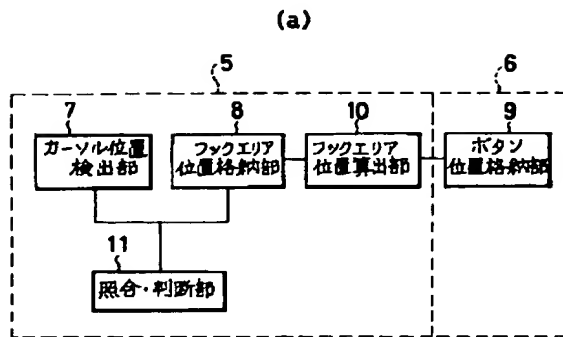 (a)
5
6
7
8
10
9
カーソル位置
検出部
フックエリア
位置格納部
フックエリア
位置算出部
ボタン
位置格納部
11
照合・判断部